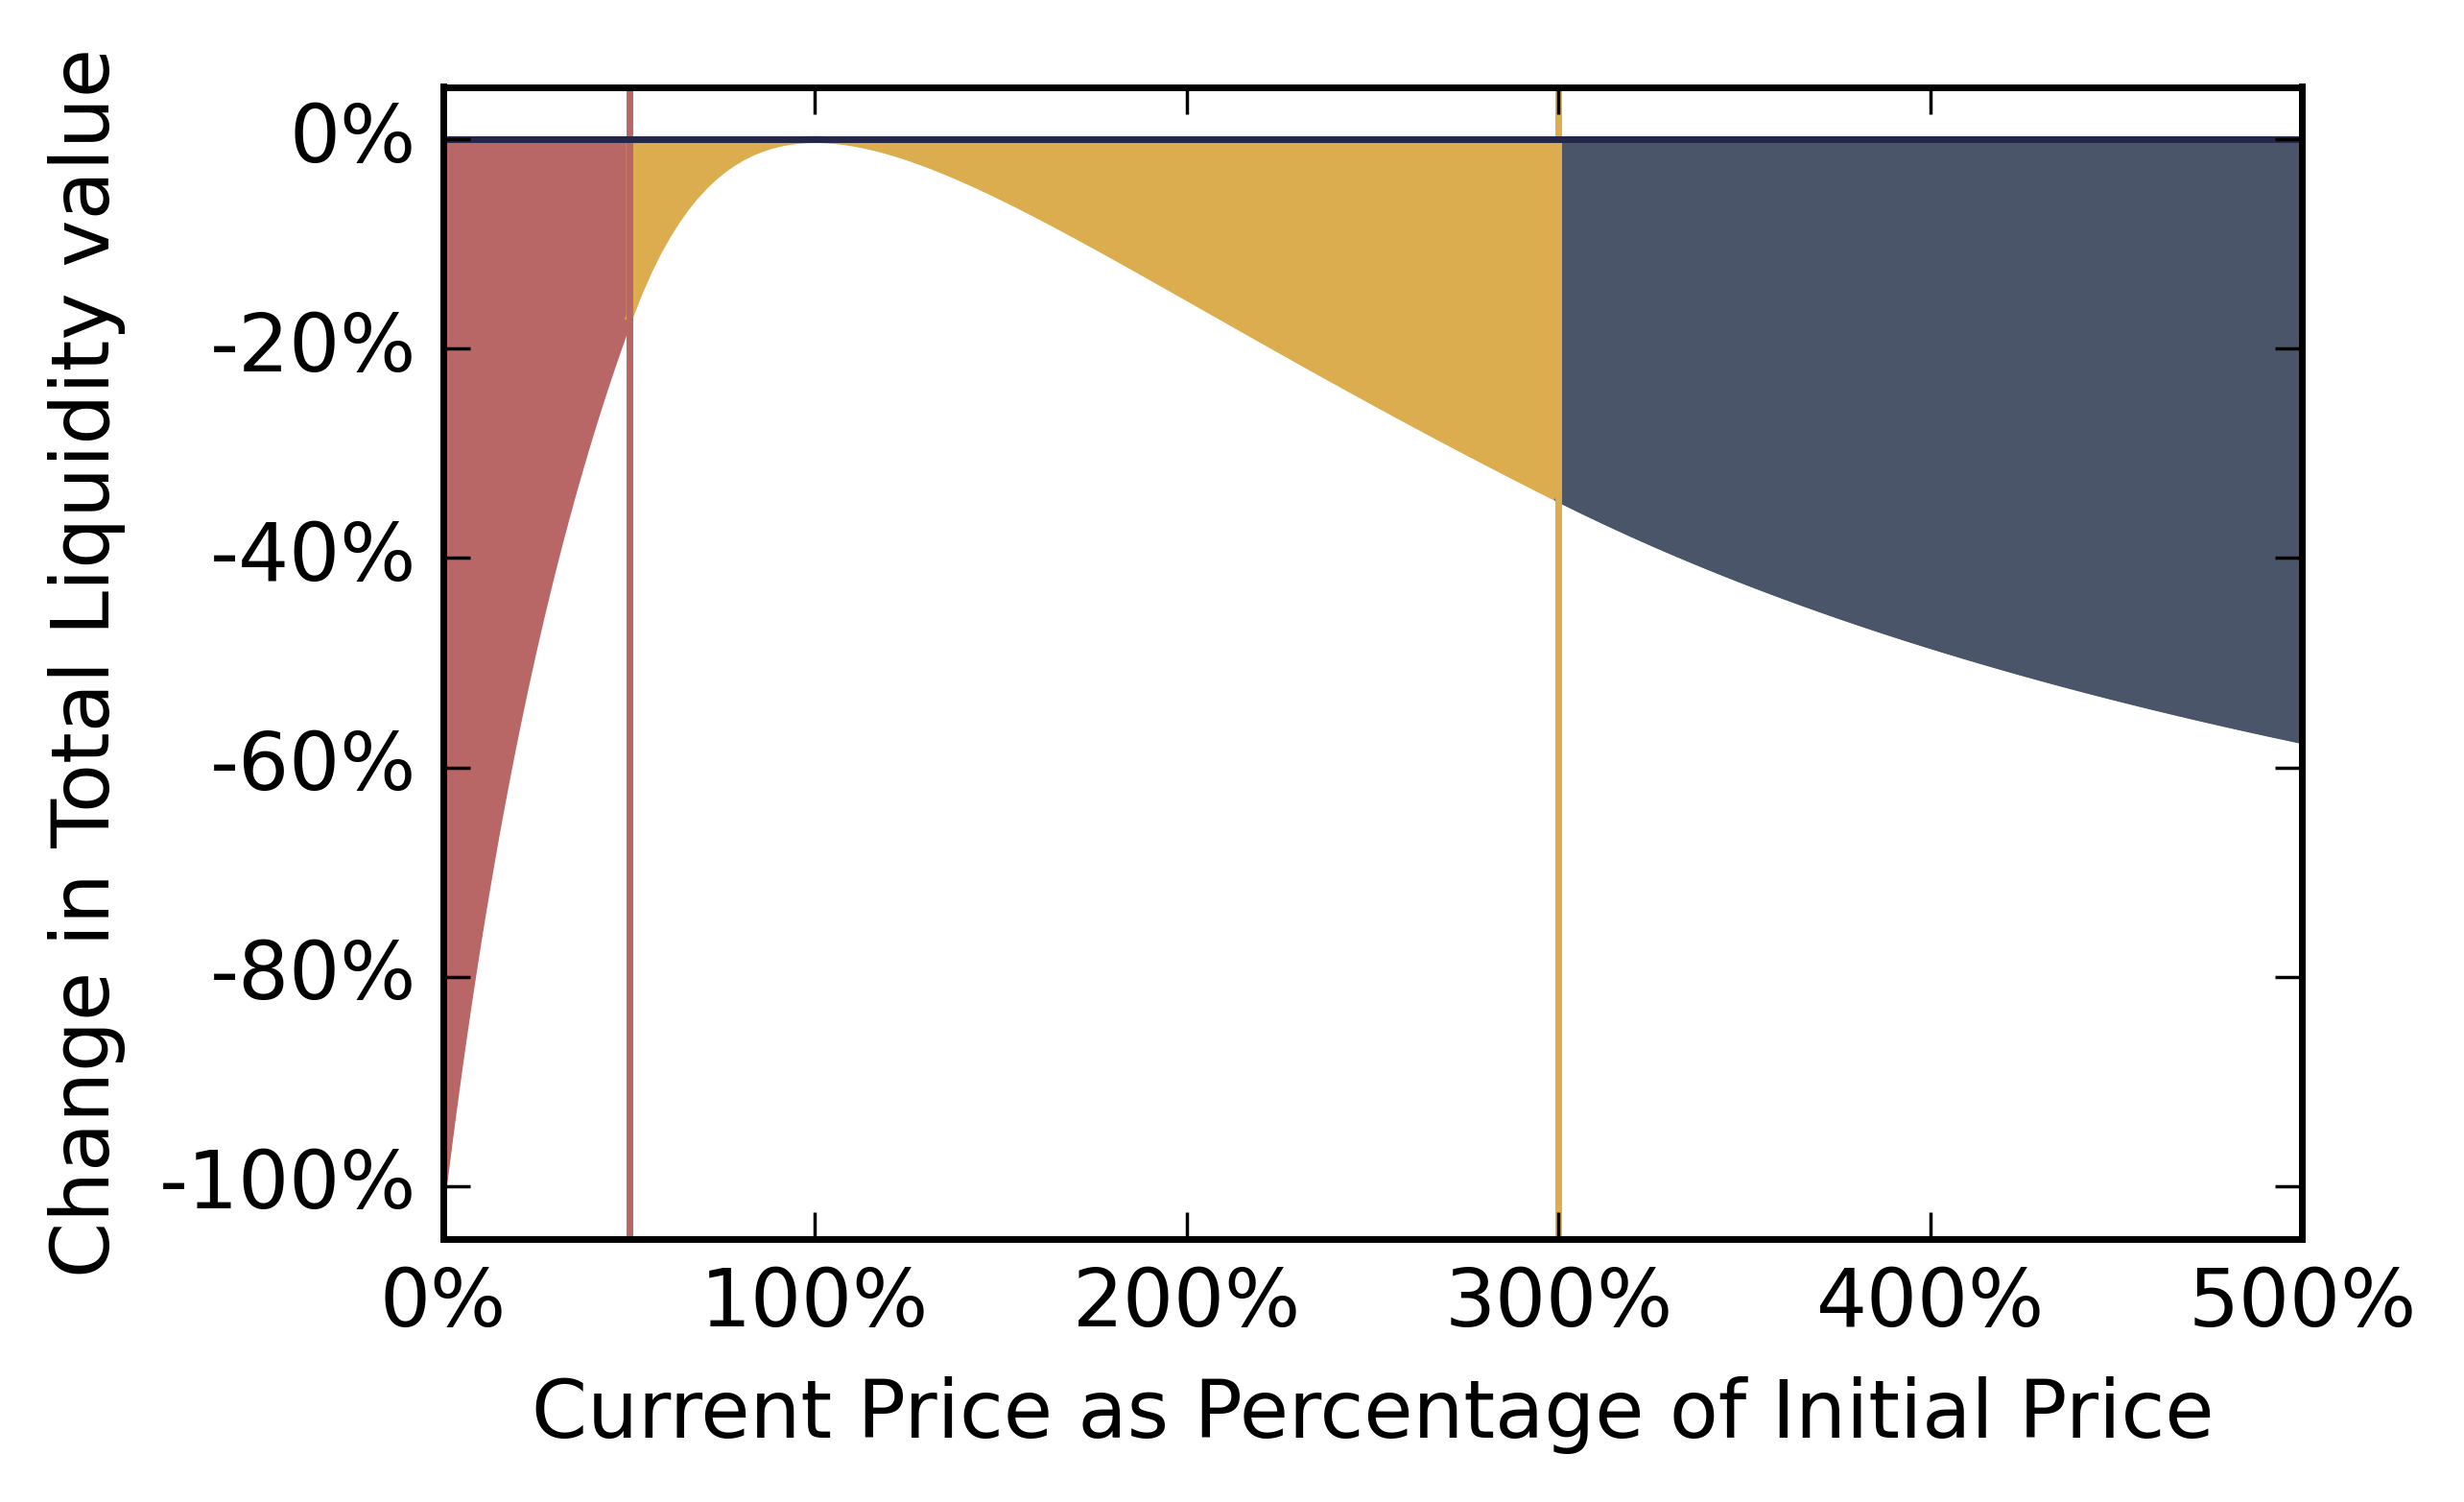 Change in Total Liquidity value
0%
-20%
-40%
-60%
-80%
-100%
0% 100% 200% 300% 400% 500%
Current Price as Percentage of Initial Price